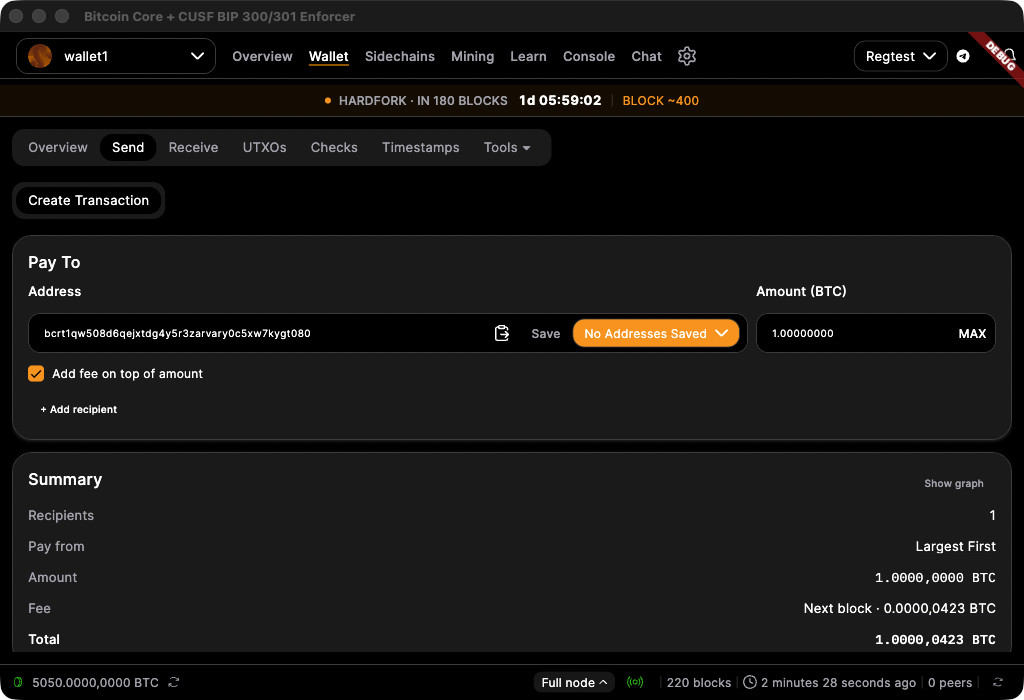 Bitcoin Core + CUSF BIP 300/301 Enforcer
wallet1 Overview Wallet Sidechains Mining Learn Console Chat Regtest DEBUG
HARDFORK · IN 180 BLOCKS 1d 05:59:02 BLOCK ~400
Overview Send Receive UTXOs Checks Timestamps Tools
Create Transaction
Pay To
Address Amount (BTC)
bcrt1qw508d6qejxtdg4y5r3zarvary0c5xw7kygt080 Save No Addresses Saved 1.00000000 MAX
Add fee on top of amount
+ Add recipient
Summary Show graph
Recipients 1
Pay from Largest First
Amount 1.0000,0000 BTC
Fee Next block · 0.0000,0423 BTC
Total 1.0000,0423 BTC
5050.0000,0000 BTC Full node 220 blocks 2 minutes 28 seconds ago 0 peers